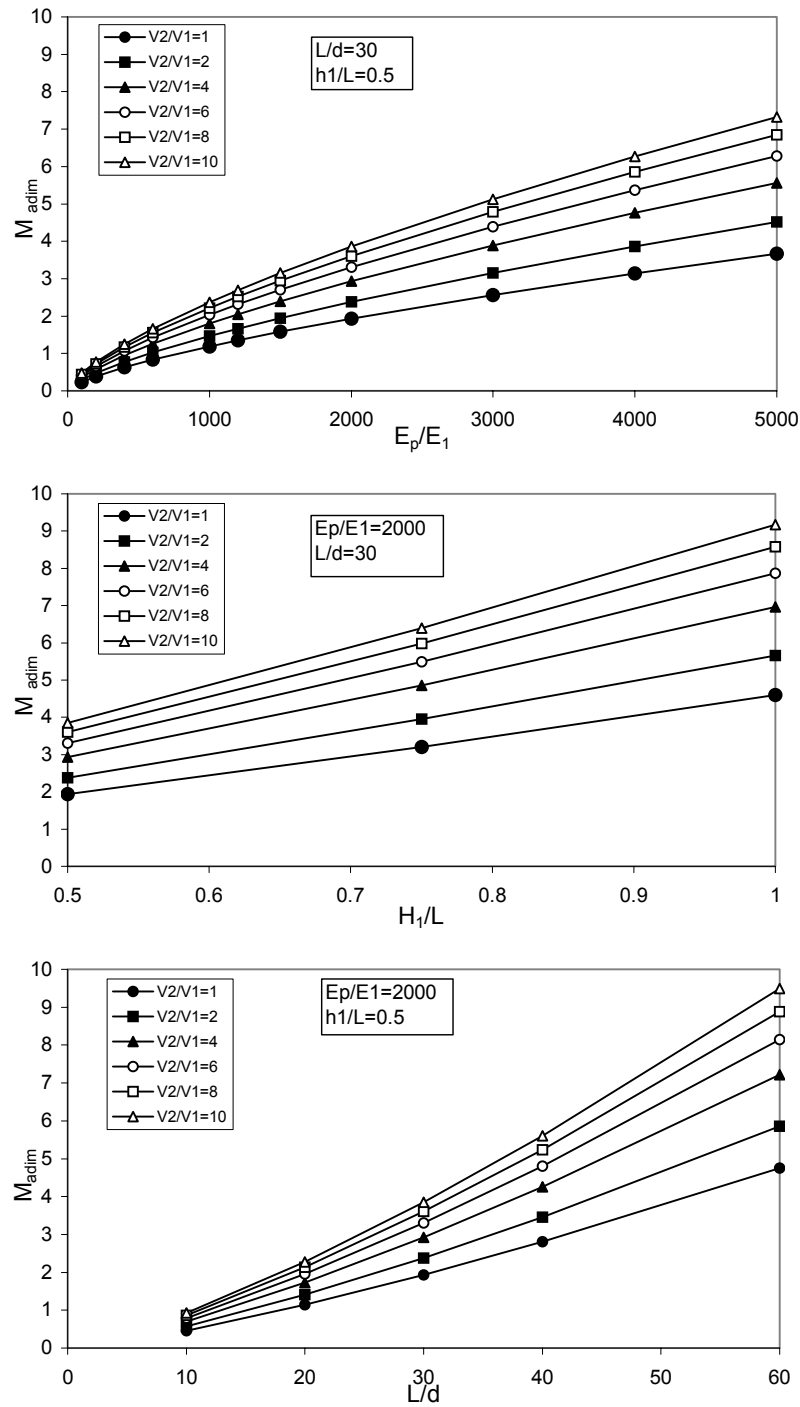 10
9
8
7
6
5
4
3
2
1
0
M adim
V2/V1=1
V2/V1=2
V2/V1=4
V2/V1=6
V2/V1=8
V2/V1=10
L/d=30
h1/L=0.5
0 1000 2000 3000 4000 5000
Ep/E1
10
9
8
7
6
5
4
3
2
1
0
M adim
V2/V1=1
V2/V1=2
V2/V1=4
V2/V1=6
V2/V1=8
V2/V1=10
Ep/E1=2000
L/d=30
0.5 0.6 0.7 0.8 0.9 1
H1/L
10
9
8
7
6
5
4
3
2
1
0
Madim
V2/V1=1
V2/V1=2
V2/V1=4
V2/V1=6
V2/V1=8
V2/V1=10
Ep/E1=2000
h1/L=0.5
0 10 20 30 40 50 60
L/d